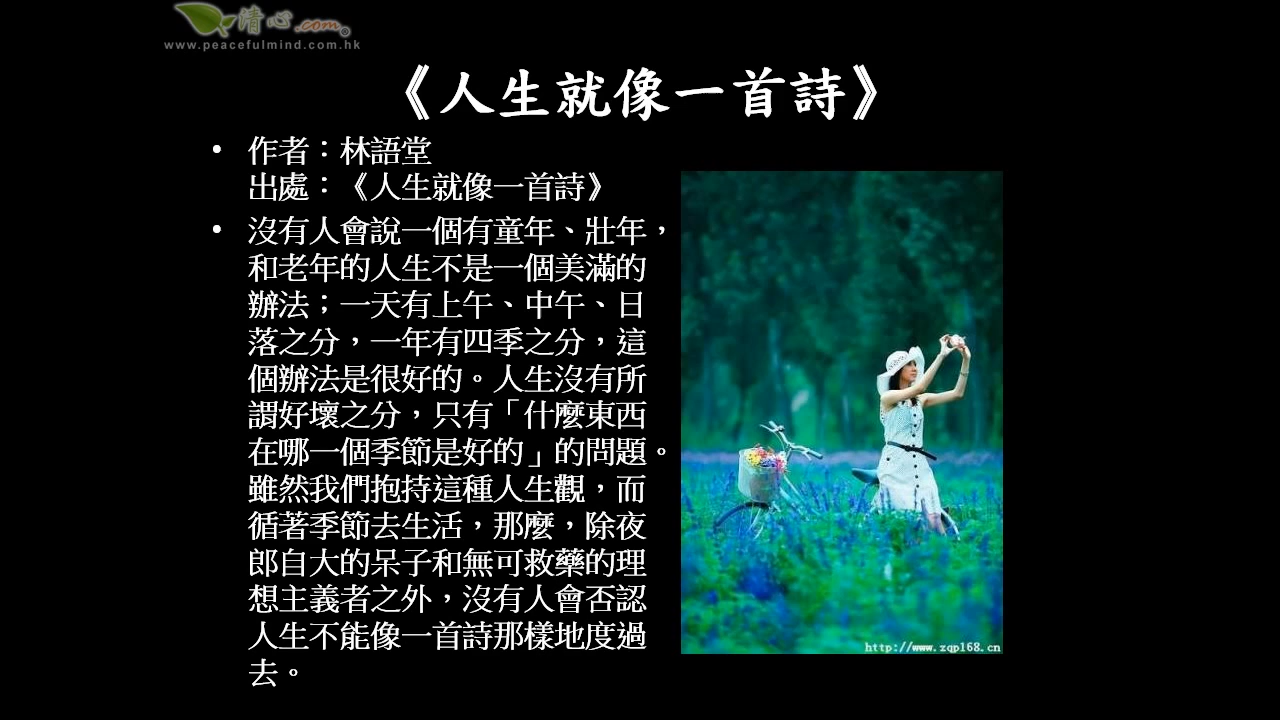 清心.com
www.peacefulmind.com.hk
《人生就像一首詩》
• 作者：林語堂
出處：《人生就像一首詩》
• 沒有人會說一個有童年、壯年，
和老年的人生不是一個美滿的
辦法；一天有上午、中午、日
落之分，一年有四季之分，這
個辦法是很好的。人生沒有所
謂好壞之分，只有「什麼東西
在哪一個季節是好的」的問題。
雖然我們抱持這種人生觀，而
循著季節去生活，那麼，除夜
郎自大的呆子和無可救藥的理
想主義者之外，沒有人會否認
人生不能像一首詩那樣地度過
去。
http://www.zqp168.cn